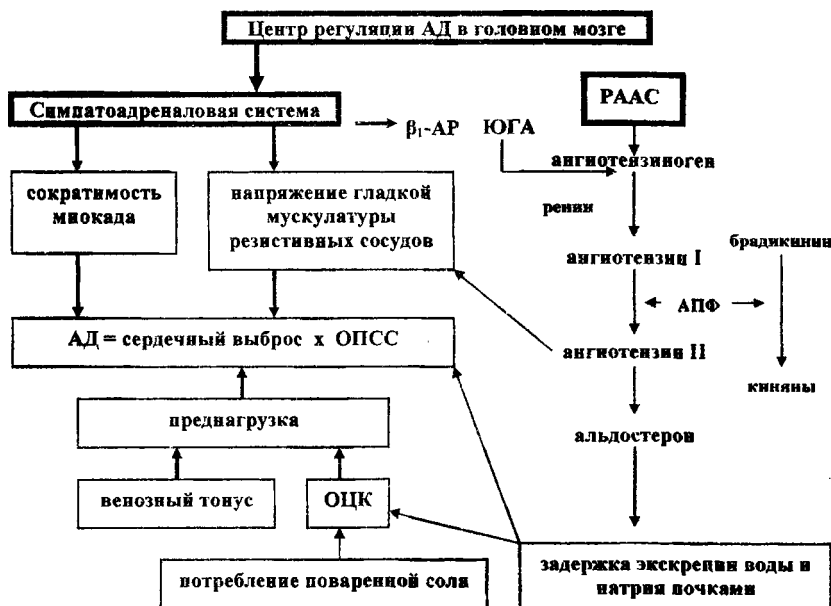 Центр регуляции АД в головном мозге
Симпатоадреналовая система
РААС
β₁-АР ЮГА
ангиотензиноген
сократимость
миокада
напряжение гладкой
мускулатуры
резистивных сосудов
ренин
брадикинин
ангиотензин I
АПФ
АД = сердечный выброс х ОПСС
ангиотензин II
кинины
преднагрузка
альдостерон
венозный тонус
ОЦК
потребление поваренной соли
задержка экскреции воды и
натрия почками